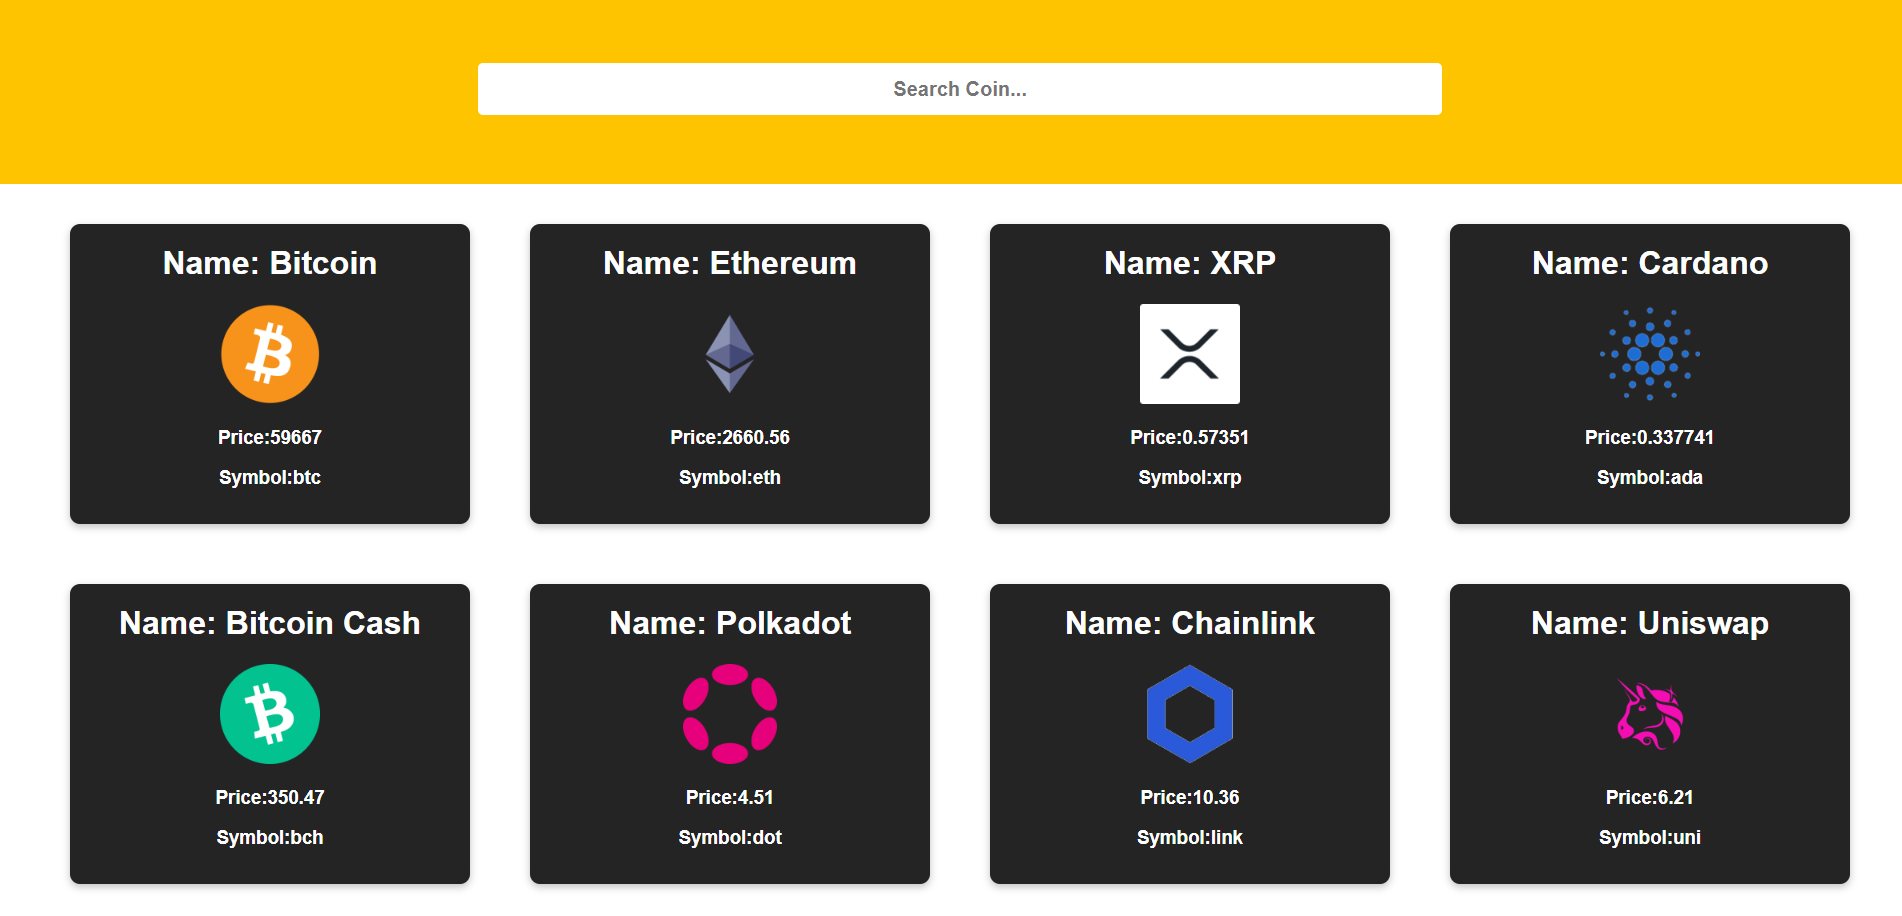 Search Coin...
Name: Bitcoin
Price:59667
Symbol:btc
Name: Ethereum
Price:2660.56
Symbol:eth
Name: XRP
Price:0.57351
Symbol:xrp
Name: Cardano
Price:0.337741
Symbol:ada
Name: Bitcoin Cash
Price:350.47
Symbol:bch
Name: Polkadot
Price:4.51
Symbol:dot
Name: Chainlink
Price:10.36
Symbol:link
Name: Uniswap
Price:6.21
Symbol:uni